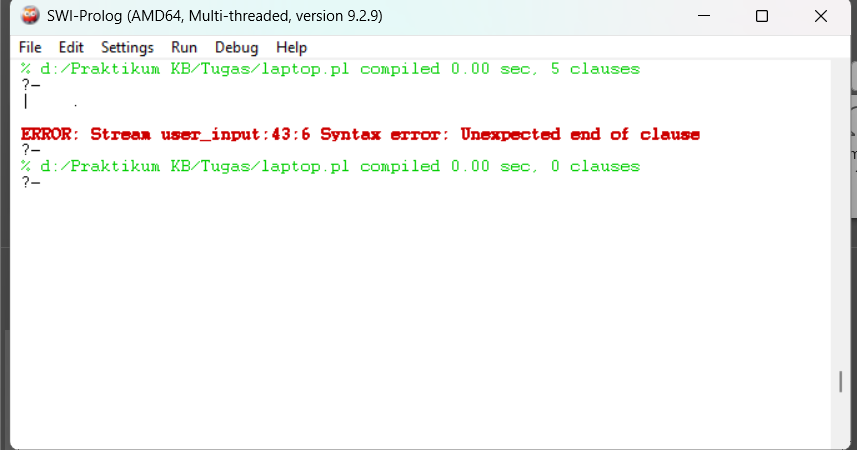 SWI-Prolog (AMD64, Multi-threaded, version 9.2.9)
File Edit Settings Run Debug Help
% d:/Praktikum KB/Tugas/laptop.pl compiled 0.00 sec, 5 clauses
?-
| .
ERROR: Stream user_input:43:6 Syntax error: Unexpected end of clause
?-
% d:/Praktikum KB/Tugas/laptop.pl compiled 0.00 sec, 0 clauses
?-